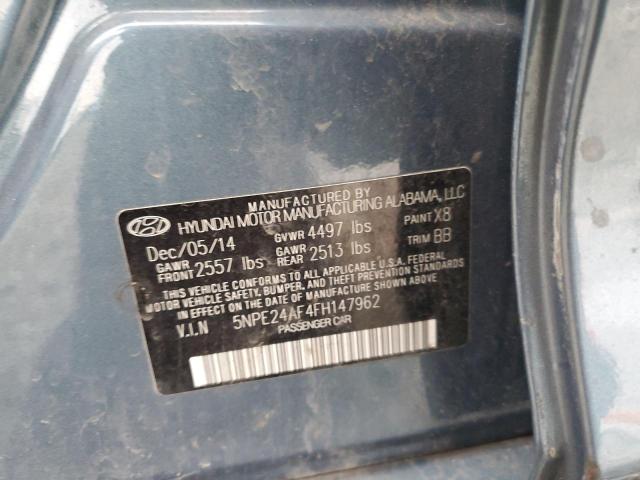 MANUFACTURED BY
HYUNDAI MOTOR MANUFACTURING ALABAMA, LLC
Dec/05/14 GVWR 4497 lbs PAINT X8
GAWR FRONT 2557 lbs GAWR REAR 2513 lbs TRIM BB
THIS VEHICLE CONFORMS TO ALL APPLICABLE U.S.A. FEDERAL
MOTOR VEHICLE SAFETY, BUMPER, AND THEFT PREVENTION
STANDARDS IN EFFECT ON THE DATE OF MANUFACTURE SHOWN ABOVE.
V.I.N 5NPE24AF4FH147962
PASSENGER CAR